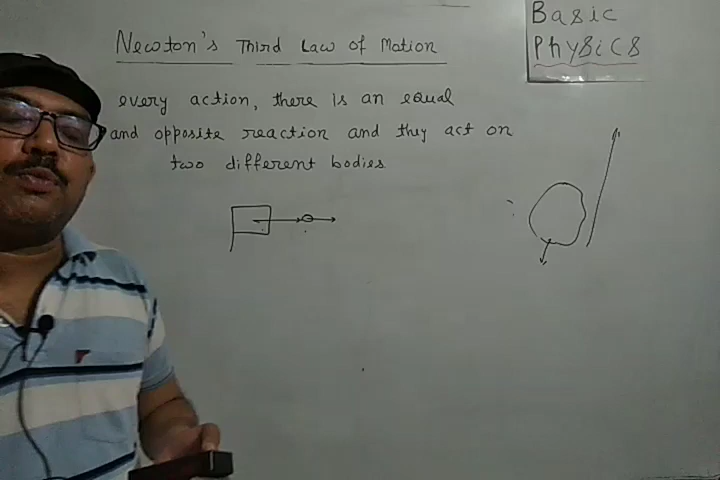 Newton's Third Law of Mation
every action, there is an equal
and opposite reaction and they act on
two different bodies
Basic
PhySiCS